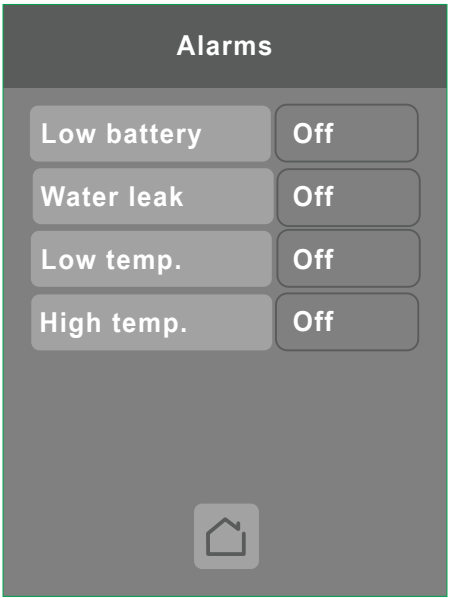 Alarms
Low battery Off
Water leak Off
Low temp. Off
High temp. Off